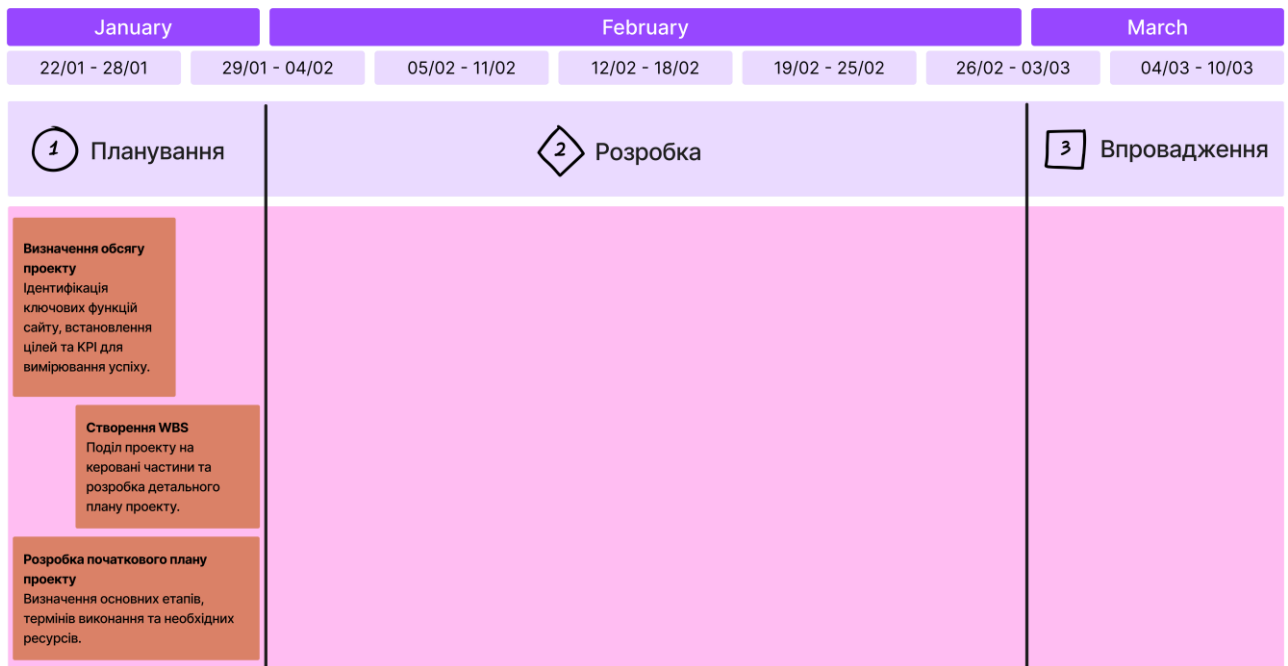 January February March
22/01 - 28/01 29/01 - 04/02 05/02 - 11/02 12/02 - 18/02 19/02 - 25/02 26/02 - 03/03 04/03 - 10/03
1 Планування 2 Розробка 3 Впровадження
Визначення обсягу
проекту
Ідентифікація
ключових функцій
сайту, встановлення
цілей та KPI для
вимірювання успіху.
Створення WBS
Поділ проекту на
керовані частини та
розробка детального
плану проекту.
Розробка початкового плану
проекту
Визначення основних етапів,
термінів виконання та необхідних
ресурсів.